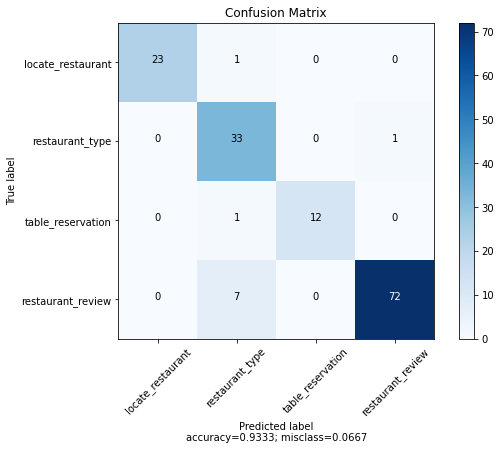 Confusion Matrix
True label
locate_restaurant 23 1 0 0
restaurant_type 0 33 0 1
table_reservation 0 1 12 0
restaurant_review 0 7 0 72
locate_restaurant restaurant_type table_reservation restaurant_review
Predicted label
accuracy=0.9333; misclass=0.0667
70
60
50
40
30
20
10
0